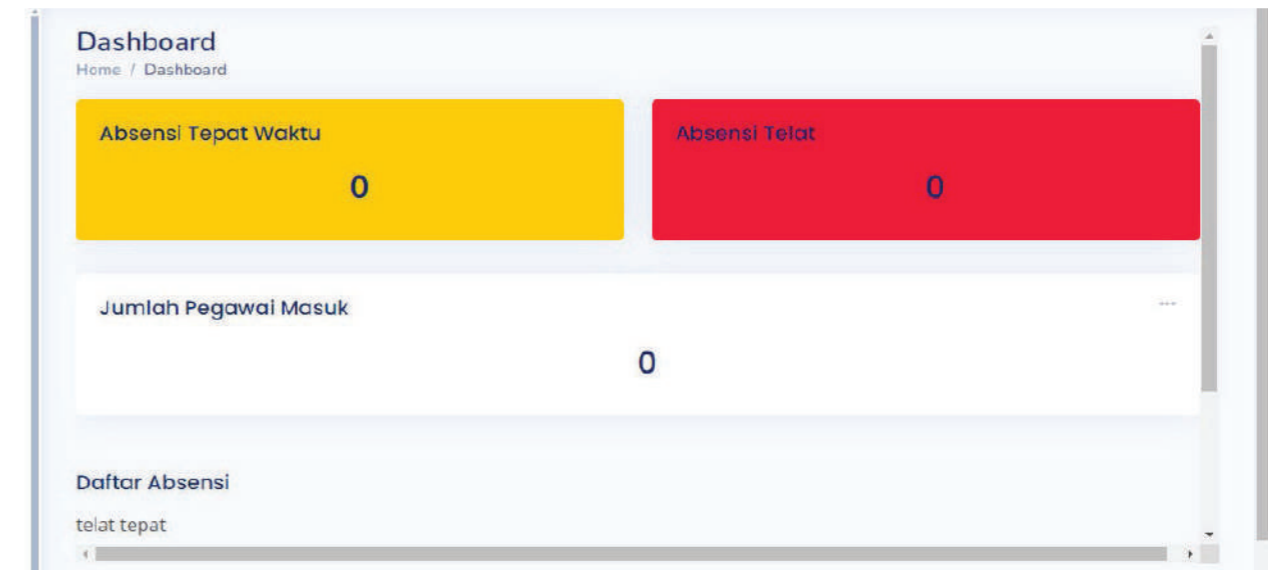 Dashboard
Home / Dashboard
Absensi Tepat Waktu
0
Absensi Telat
0
Jumlah Pegawai Masuk
...
0
Daftar Absensi
telat tepat